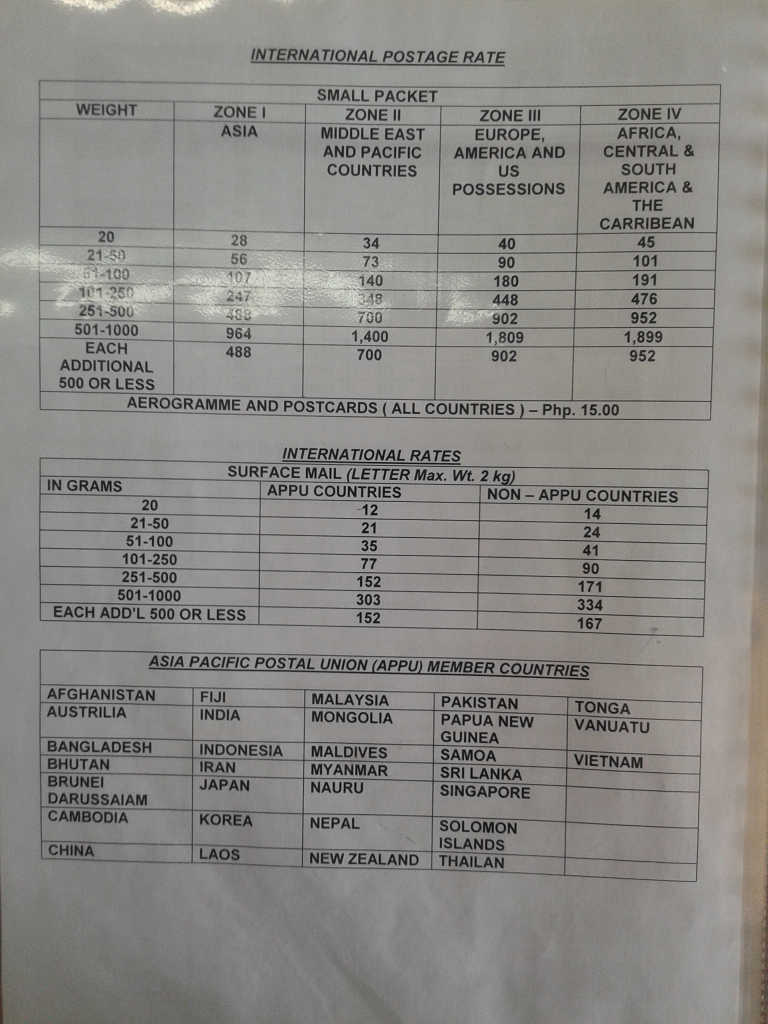 INTERNATIONAL POSTAGE RATE
SMALL PACKET
WEIGHT ZONE I ZONE II ZONE III ZONE IV
ASIA MIDDLE EAST EUROPE, AFRICA,
AND PACIFIC AMERICA AND CENTRAL &
COUNTRIES US SOUTH
POSSESSIONS AMERICA &
THE
CARRIBEAN
20 28 34 40 45
21-50 56 73 90 101
51-100 107 140 180 191
101-250 247 348 448 476
251-500 488 700 902 952
501-1000 964 1,400 1,809 1,899
EACH 488 700 902 952
ADDITIONAL
500 OR LESS
AEROGRAMME AND POSTCARDS ( ALL COUNTRIES ) – Php. 15.00
INTERNATIONAL RATES
SURFACE MAIL (LETTER Max. Wt. 2 kg)
IN GRAMS APPU COUNTRIES NON – APPU COUNTRIES
20 12 14
21-50 21 24
51-100 35 41
101-250 77 90
251-500 152 171
501-1000 303 334
EACH ADD'L 500 OR LESS 152 167
ASIA PACIFIC POSTAL UNION (APPU) MEMBER COUNTRIES
AFGHANISTAN FIJI MALAYSIA PAKISTAN TONGA
AUSTRILIA INDIA MONGOLIA PAPUA NEW VANUATU
GUINEA
BANGLADESH INDONESIA MALDIVES SAMOA VIETNAM
BHUTAN IRAN MYANMAR SRI LANKA
BRUNEI JAPAN NAURU SINGAPORE
DARUSSAIAM
CAMBODIA KOREA NEPAL SOLOMON
ISLANDS
CHINA LAOS NEW ZEALAND THAILAN